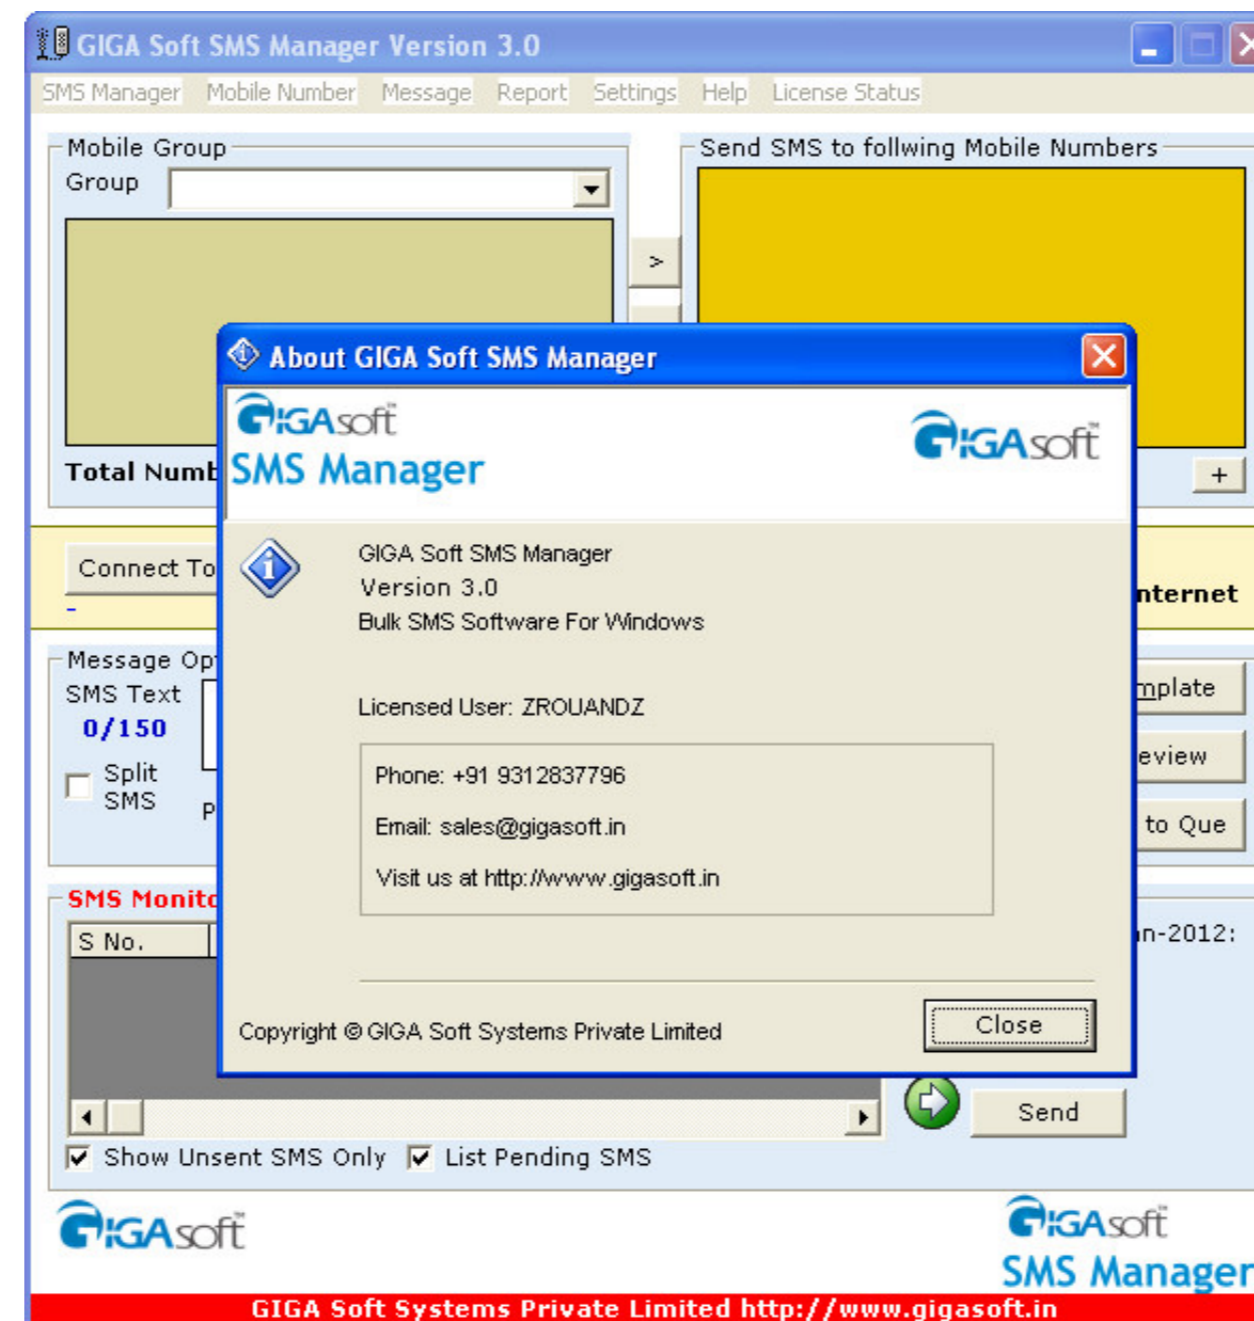 GIGA Soft SMS Manager Version 3.0
SMS Manager Mobile Number Message Report Settings Help License Status
Mobile Group
Group
Send SMS to follwing Mobile Numbers
>
Total Numb
+
About GIGA Soft SMS Manager
GIGAsoft™
SMS Manager
GIGAsoft™
GIGA Soft SMS Manager
Version 3.0
Bulk SMS Software For Windows
Licensed User: ZROUANDZ
Phone: +91 9312837796
Email: sales@gigasoft.in
Visit us at http://www.gigasoft.in
Copyright © GIGA Soft Systems Private Limited
Close
Connect To
-
nternet
Message Op
SMS Text
0/150
Split
SMS
P
mplate
eview
to Que
SMS Monito
S No.
n-2012:
Send
Show Unsent SMS Only List Pending SMS
GIGAsoft™
GIGAsoft™
SMS Manager
GIGA Soft Systems Private Limited http://www.gigasoft.in